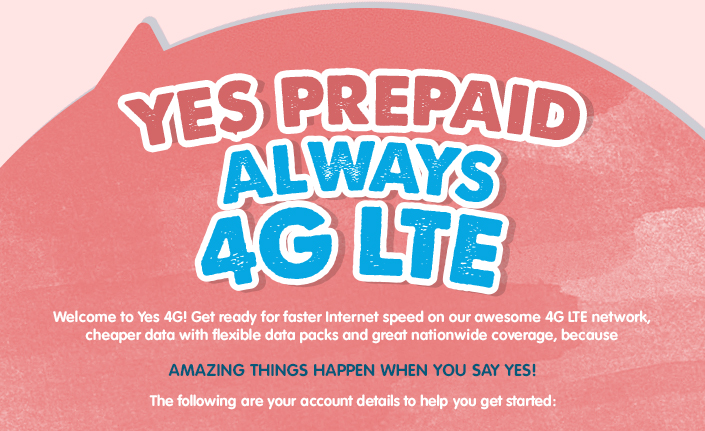 YES PREPAID
ALWAYS
4G LTE
Welcome to Yes 4G! Get ready for faster Internet speed on our awesome 4G LTE network,
cheaper data with flexible data packs and great nationwide coverage, because
AMAZING THINGS HAPPEN WHEN YOU SAY YES!
The following are your account details to help you get started: